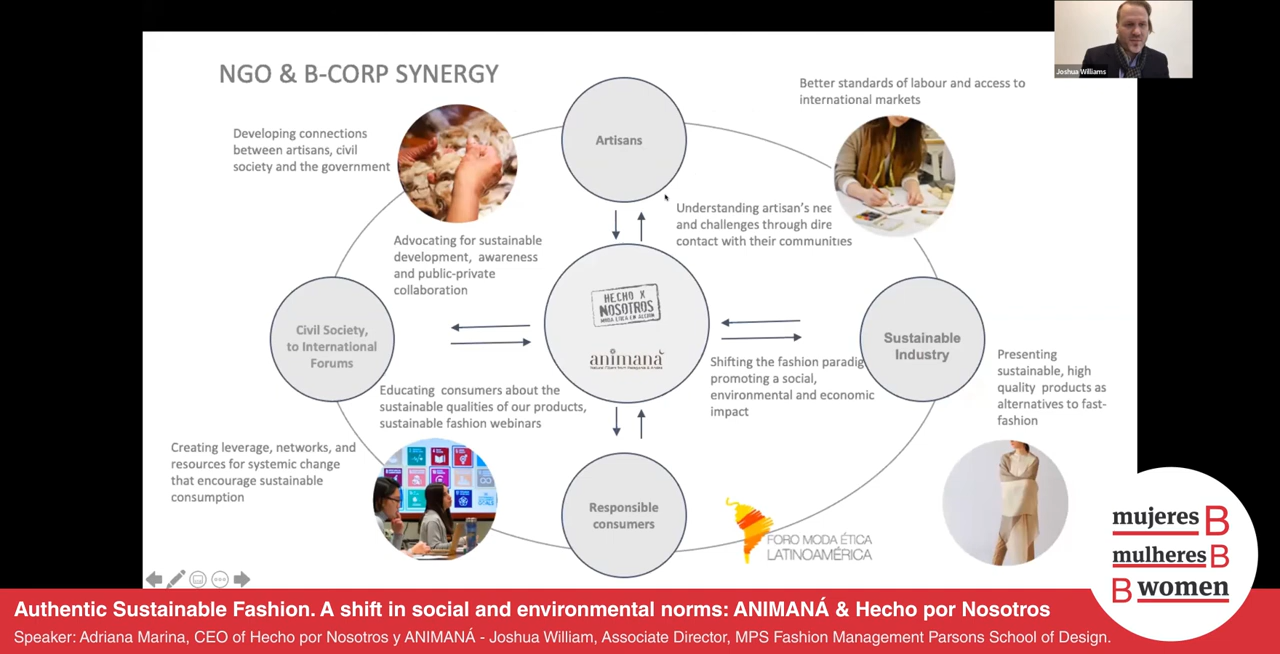 NGO & B-CORP SYNERGY
Joshua Williams
Better standards of labour and access to
international markets
Developing connections
between artisans, civil
society and the government
Artisans
Understanding artisan's nee
and challenges through dire
contact with their communities
Advocating for sustainable
development, awareness
and public-private
collaboration
HECHO X
NOSOTROS
MODA ÉTICA EN ACCIÓN
animaná
Civil Society,
to International
Forums
Sustainable
Industry
Shifting the fashion paradig
promoting a social,
environmental and economic
impact
Presenting
sustainable, high
quality products as
alternatives to fast-
fashion
Educating consumers about the
sustainable qualities of our products,
sustainable fashion webinars
Creating leverage, networks, and
resources for systemic change
that encourage sustainable
consumption
Responsible
consumers
FORO MODA ÉTICA
LATINOAMÉRICA
mujeres B
mulheres B
B women
Authentic Sustainable Fashion. A shift in social and environmental norms: ANIMANÁ & Hecho por Nosotros
Speaker: Adriana Marina, CEO of Hecho por Nosotros y ANIMANÁ - Joshua William, Associate Director, MPS Fashion Management Parsons School of Design.